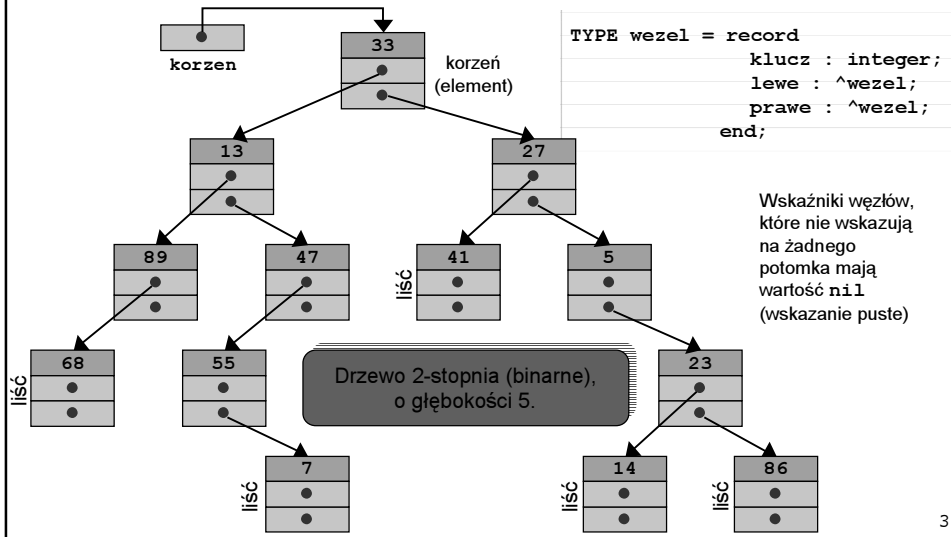 korzen
33
korzeń
(element)
TYPE wezel = record
klucz : integer;
lewe : ^wezel;
prawe : ^wezel;
end;
13
27
Wskaźniki węzłów,
które nie wskazują
na żadnego
potomka mają
wartość nil
(wskazanie puste)
89
47
liść
41
5
liść
68
55
Drzewo 2-stopnia (binarne),
o głębokości 5.
23
liść
7
liść
14
liść
86
3